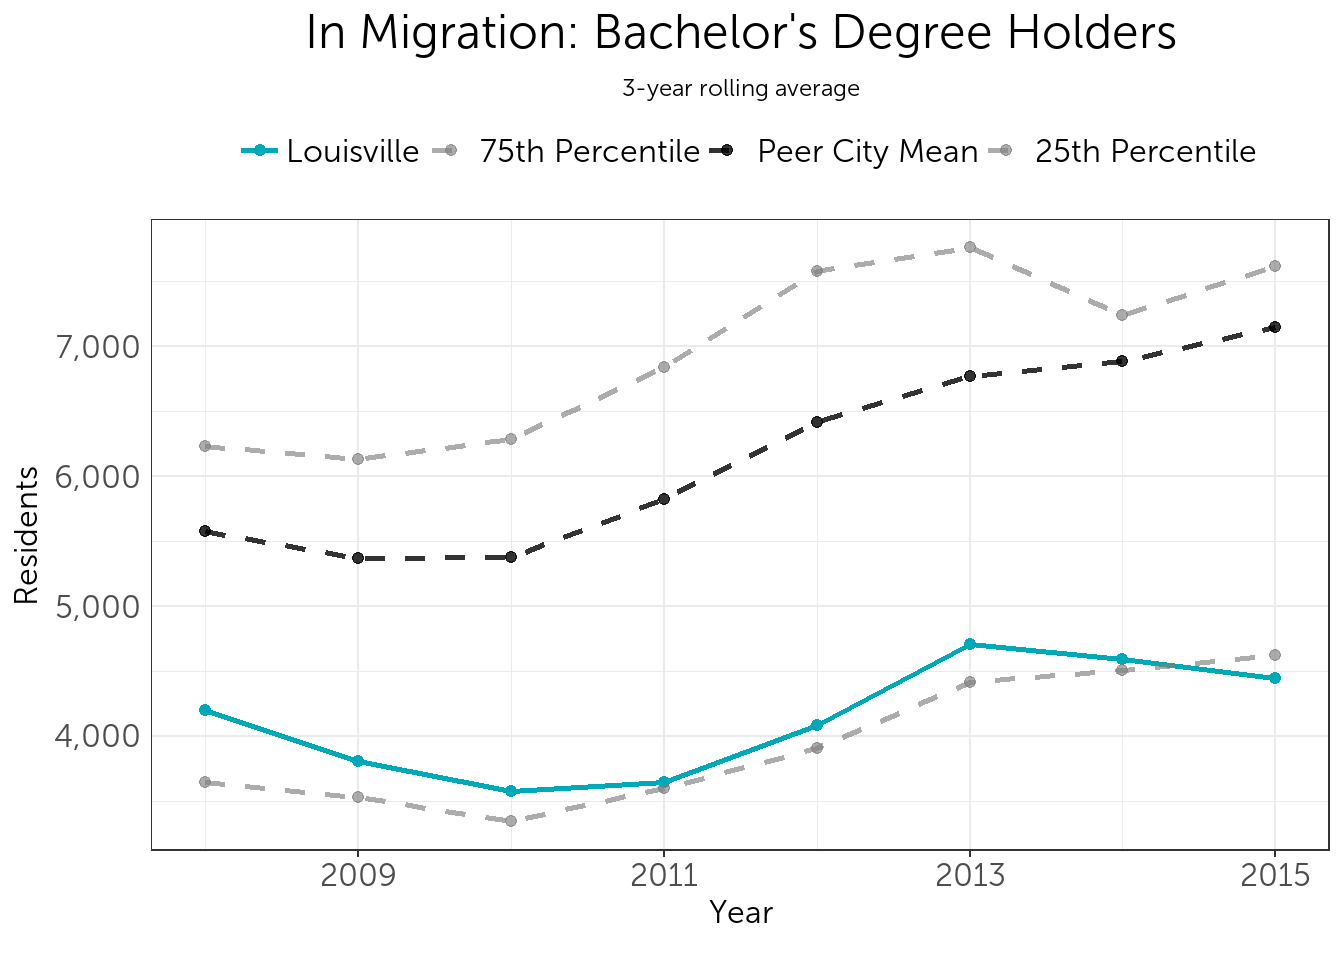 In Migration: Bachelor's Degree Holders
3-year rolling average
Louisville 75th Percentile Peer City Mean 25th Percentile
7,000
6,000
5,000
4,000
Residents
2009 2011 2013 2015
Year